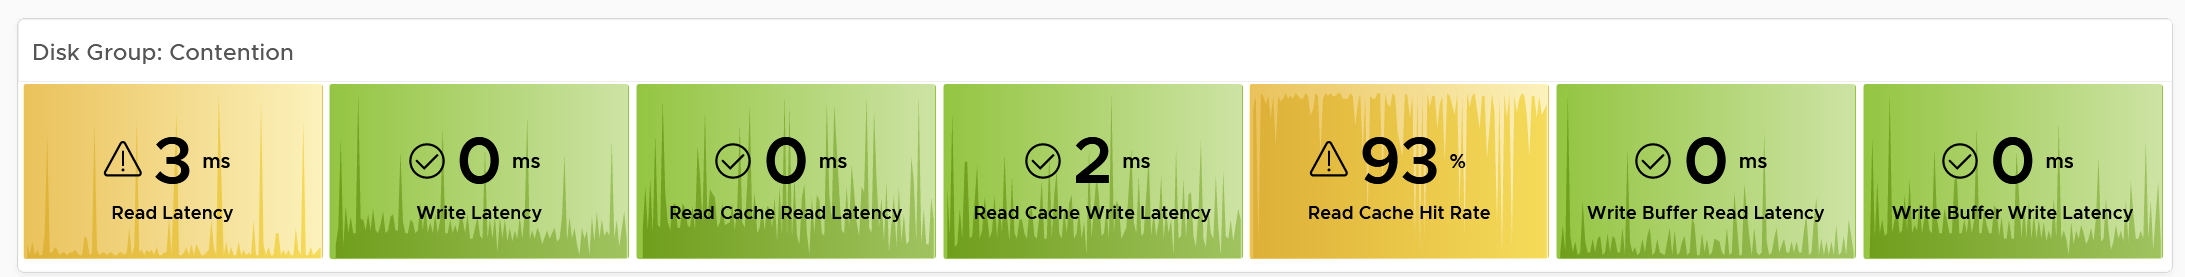 Disk Group: Contention
3 ms
Read Latency
0 ms
Write Latency
0 ms
Read Cache Read Latency
2 ms
Read Cache Write Latency
93 %
Read Cache Hit Rate
0 ms
Write Buffer Read Latency
0 ms
Write Buffer Write Latency